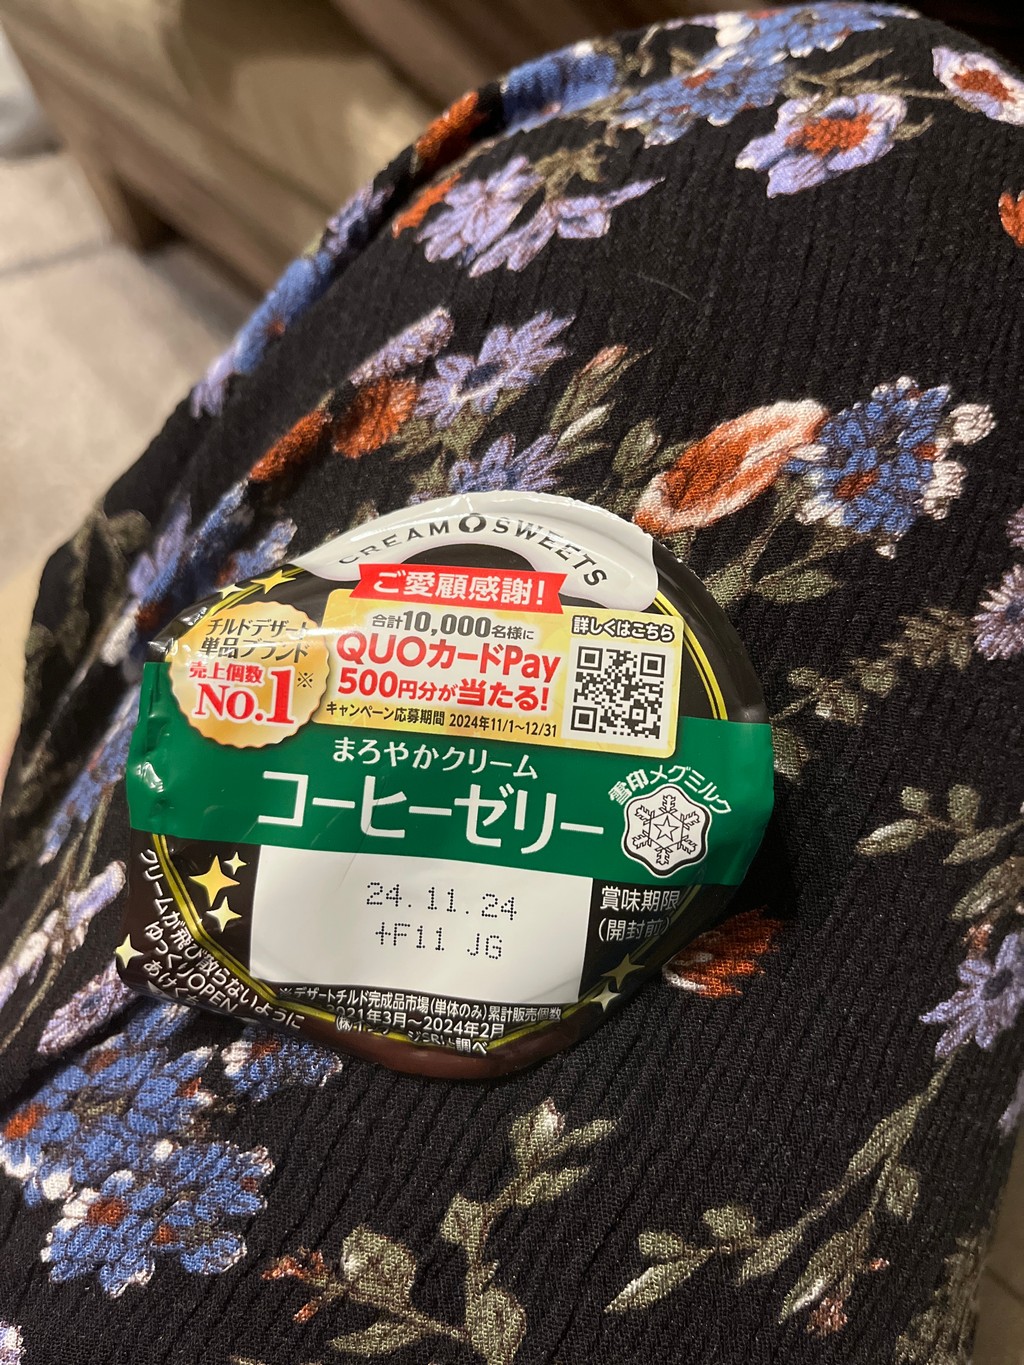 CREAM SWEETS
ご愛顧感謝!
合計10,000名様に
QUOカードPay
500円分が当たる!
キャンペーン応募期間 2024年11/1~12/31
詳しくはこちら
チルドデザート
単品ブランド
売上個数
No.1※
まろやかクリーム
コーヒーゼリー
雪印メグミルク
24.11.24
+F11 JG
賞味期限
(開封前)
クリームが飛び散らないように
ゆっくりOPEN
※デザートチルド完成品市場(単体のみ)累計販売個数
2021年3月~2024年2月
調べ